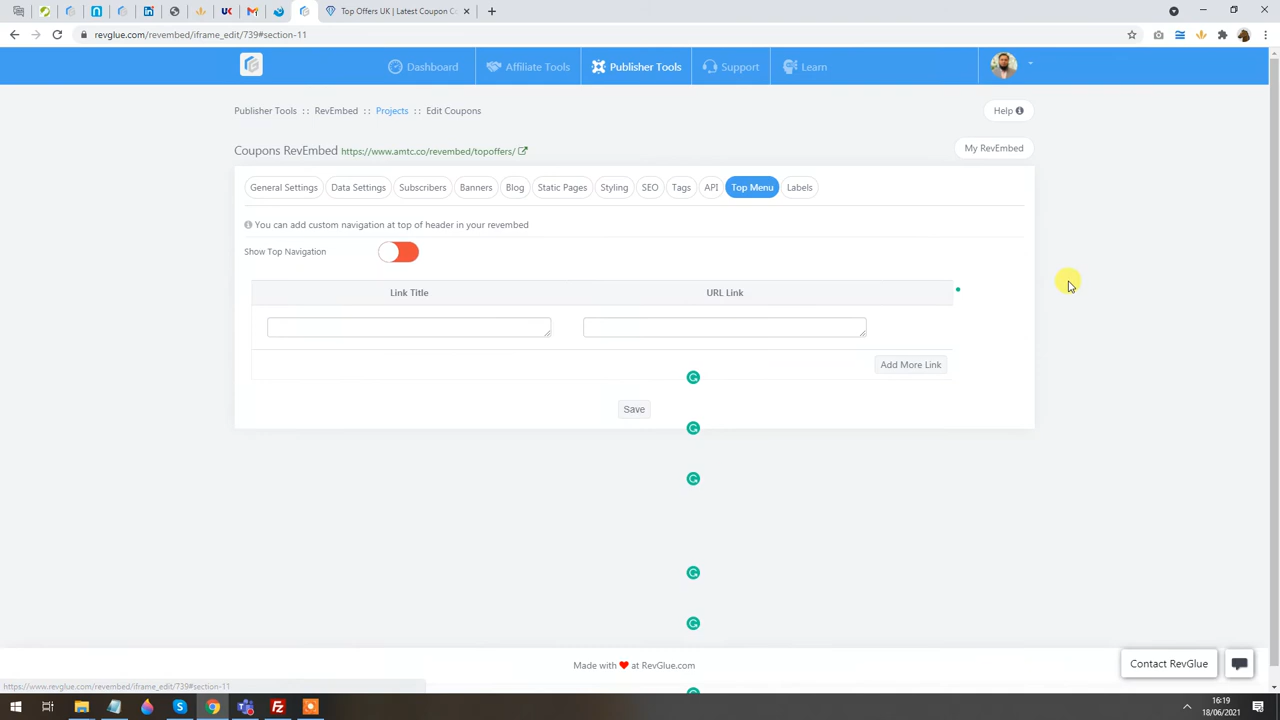 Top Offers UK | Latest Coupon C
revglue.com/revembed/iframe_edit/739#section-11
Dashboard
Affiliate Tools
Publisher Tools
Support
Learn
Publisher Tools :: RevEmbed :: Projects :: Edit Coupons
Help
Coupons RevEmbed https://www.amtc.co/revembed/topoffers/
My RevEmbed
General Settings
Data Settings
Subscribers
Banners
Blog
Static Pages
Styling
SEO
Tags
API
Top Menu
Labels
You can add custom navigation at top of header in your revembed
Show Top Navigation
Link Title
URL Link
Add More Link
Save
Made with ❤ at RevGlue.com
Contact RevGlue
https://www.revglue.com/revembed/iframe_edit/739#section-11
16:19
18/06/2021